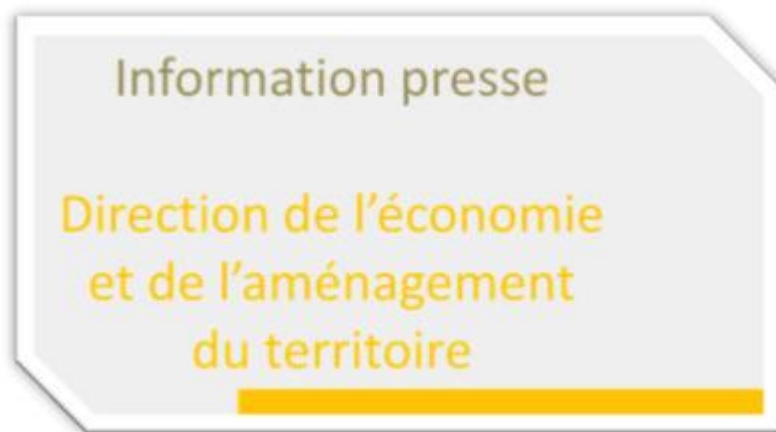 Information presse
Direction de l’économie
et de l’aménagement
du territoire